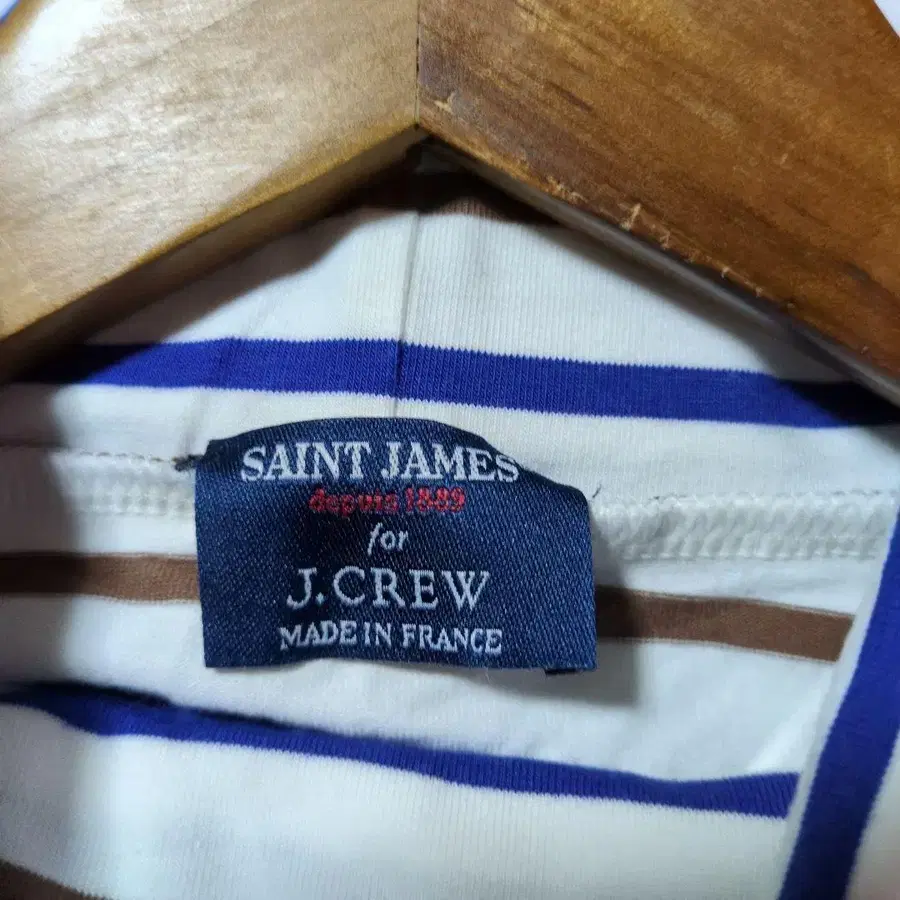 SAINT JAMES
depuis 1889
for
J.CREW
MADE IN FRANCE